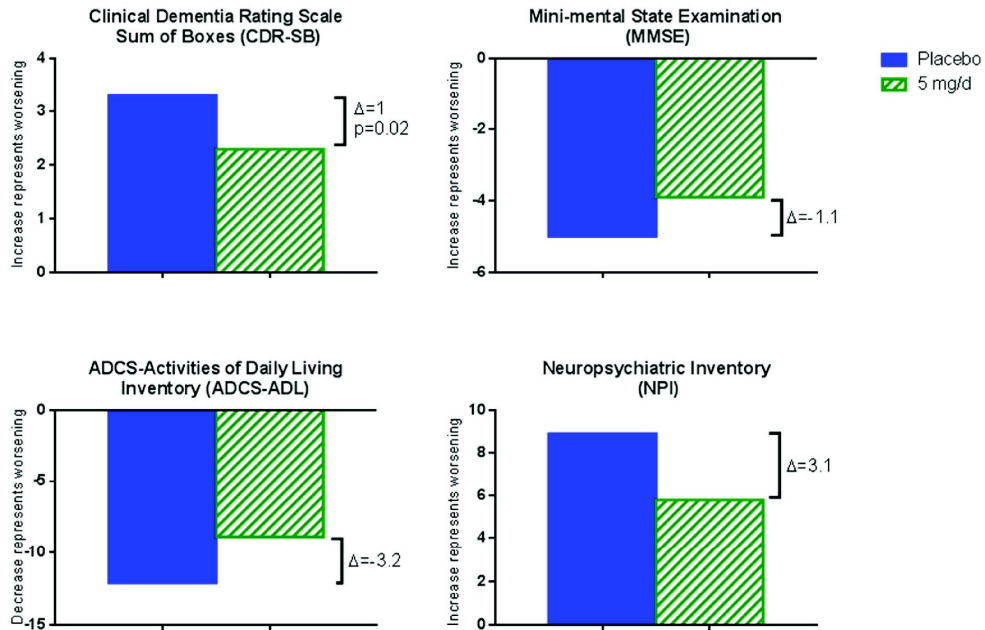 Clinical Dementia Rating Scale
Sum of Boxes (CDR-SB)
Increase represents worsening
4
3
2
1
0
Δ=1
p=0.02
Mini-mental State Examination
(MMSE)
Increase represents worsening
0
-2
-4
-6
Δ=-1.1
Placebo
5 mg/d
ADCS-Activities of Daily Living
Inventory (ADCS-ADL)
Decrease represents worsening
0
-5
-10
-15
Δ=-3.2
Neuropsychiatric Inventory
(NPI)
Increase represents worsening
10
8
6
4
2
0
Δ=3.1